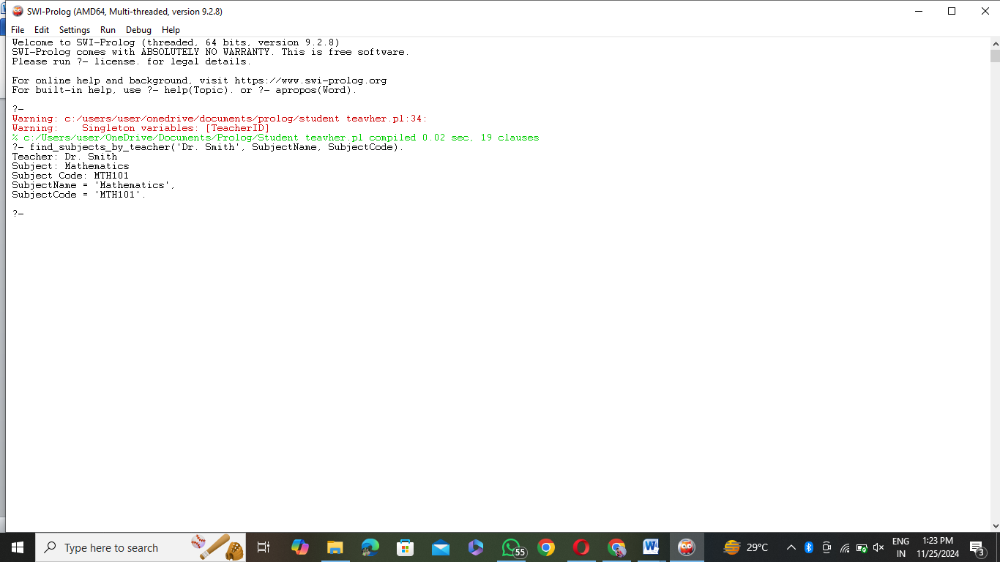 SWI-Prolog (AMD64, Multi-threaded, version 9.2.8)
File Edit Settings Run Debug Help
Welcome to SWI-Prolog (threaded, 64 bits, version 9.2.8)
SWI-Prolog comes with ABSOLUTELY NO WARRANTY. This is free software.
Please run ?- license. for legal details.
For online help and background, visit https://www.swi-prolog.org
For built-in help, use ?- help(Topic). or ?- apropos(Word).
?-
Warning: c:/users/user/onedrive/documents/prolog/student teavher.pl:34:
Warning:    Singleton variables: [TeacherID]
% c:/Users/user/OneDrive/Documents/Prolog/Student teavher.pl compiled 0.02 sec, 19 clauses
?- find_subjects_by_teacher('Dr. Smith', SubjectName, SubjectCode).
Teacher: Dr. Smith
Subject: Mathematics
Subject Code: MTH101
SubjectName = 'Mathematics',
SubjectCode = 'MTH101'.
?-
Type here to search
55
29°C
ENG
IN
1:23 PM
11/25/2024
3